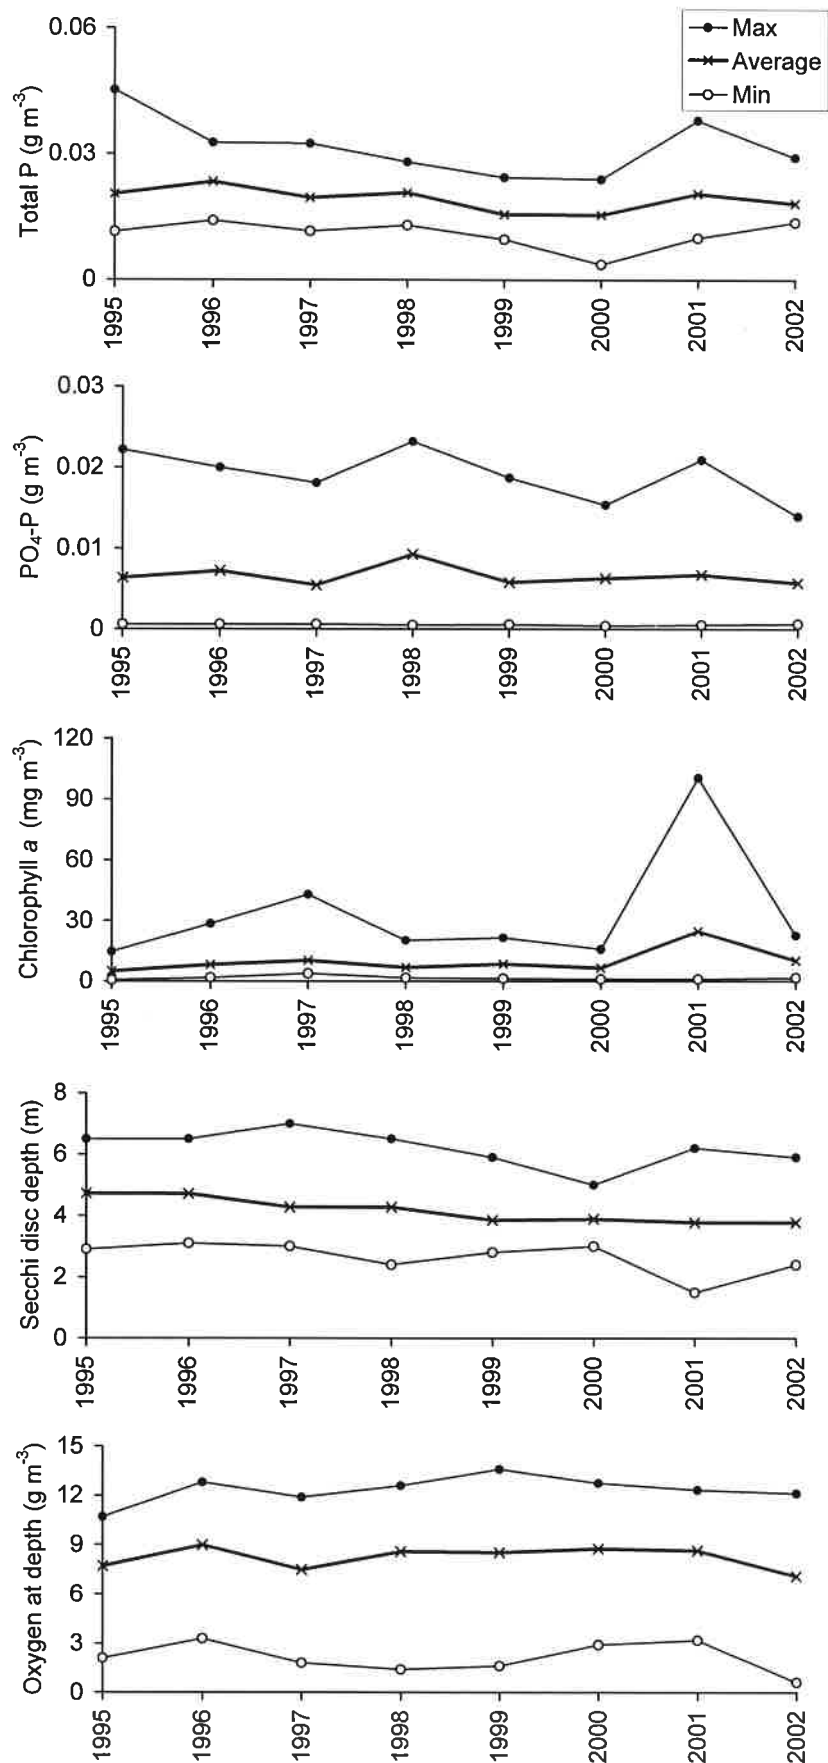 Max
Average
Min
Total P (g m⁻³)
0.06
0.03
0
1995 1996 1997 1998 1999 2000 2001 2002
PO₄-P (g m⁻³)
0.03
0.02
0.01
0
1995 1996 1997 1998 1999 2000 2001 2002
Chlorophyll a (mg m⁻³)
120
90
60
30
0
1995 1996 1997 1998 1999 2000 2001 2002
Secchi disc depth (m)
8
6
4
2
0
1995 1996 1997 1998 1999 2000 2001 2002
Oxygen at depth (g m⁻³)
15
12
9
6
3
0
1995 1996 1997 1998 1999 2000 2001 2002